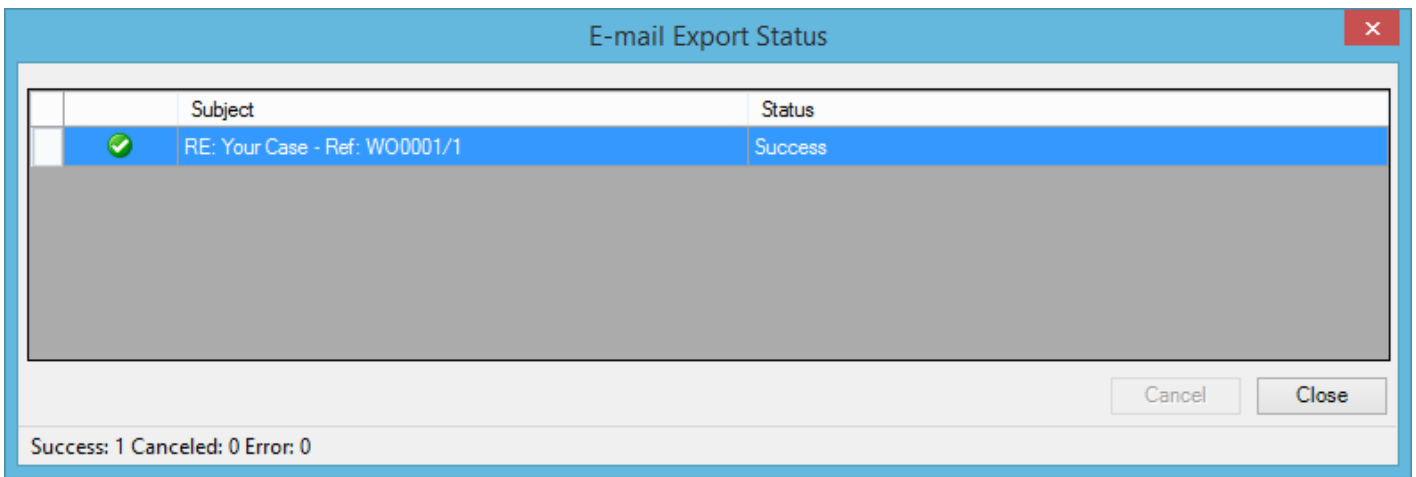 E-mail Export Status
Subject Status
RE: Your Case - Ref: WO0001/1 Success
Cancel Close
Success: 1 Canceled: 0 Error: 0